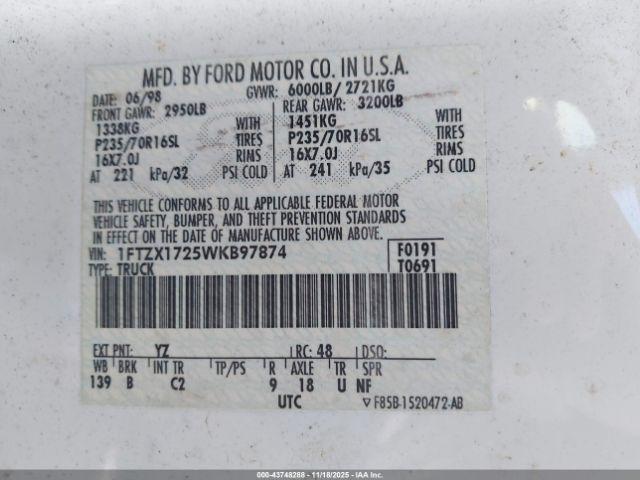 MFD. BY FORD MOTOR CO. IN U.S.A.
DATE: 06/98 GVWR: 6000LB/ 2721KG
FRONT GAWR: 2950LB REAR GAWR: 3200LB
1338KG WITH 1451KG WITH
P235/70R16SL TIRES P235/70R16SL TIRES
16X7.0J RIMS 16X7.0J RIMS
AT 221 kPa/32 PSI COLD AT 241 kPa/35 PSI COLD
THIS VEHICLE CONFORMS TO ALL APPLICABLE FEDERAL MOTOR
VEHICLE SAFETY, BUMPER, AND THEFT PREVENTION STANDARDS
IN EFFECT ON THE DATE OF MANUFACTURE SHOWN ABOVE.
VIN: 1FTZX1725WKB97874 F0191
TYPE: TRUCK T0691
EXT PNT: YZ RC: 48 DSO:
WB BRK INT TR TP/PS R AXLE TR SPR
139 B C2 9 18 U NF
UTC ▽ F85B-1520472-AB
000-43748288 - 11/18/2025 - IAAI.COM